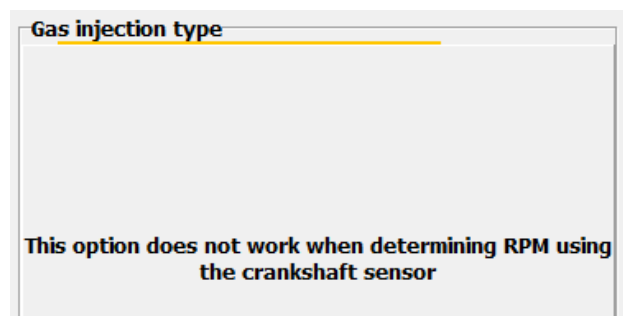 Gas injection type
This option does not work when determining RPM using
the crankshaft sensor